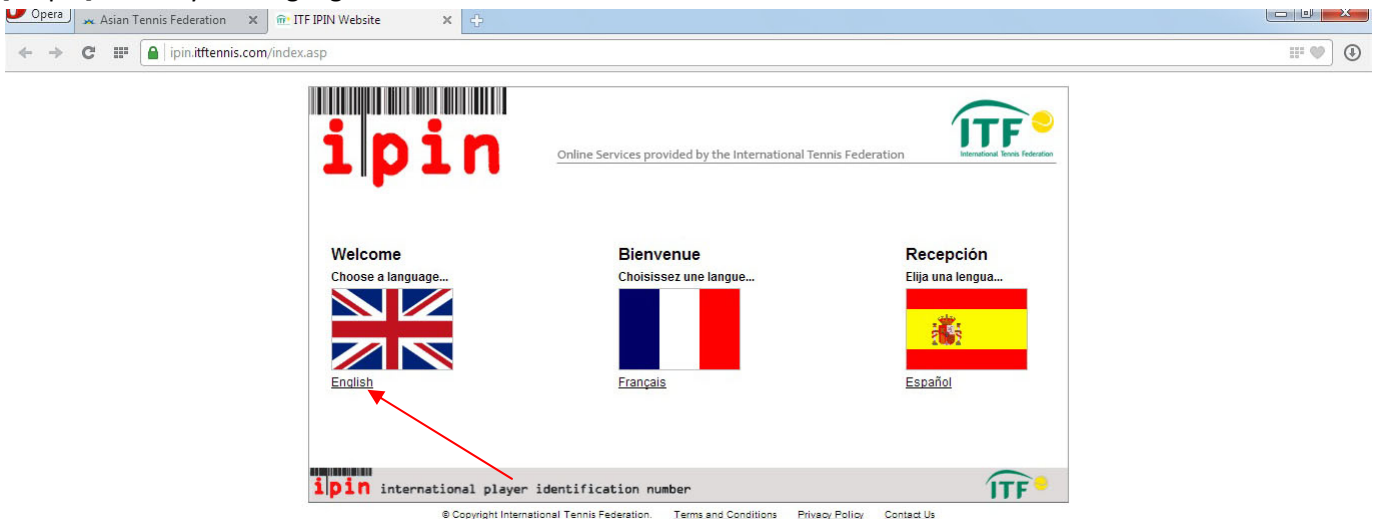 Opera
Asian Tennis Federation
ITF IPIN Website
ipin.itftennis.com/index.asp
ipin
Online Services provided by the International Tennis Federation
ITF
International Tennis Federation
Welcome
Bienvenue
Recepción
Choose a language...
Choisissez une langue...
Elija una lengua...
English
Français
Español
ipin international player identification number
ITF
© Copyright International Tennis Federation. Terms and Conditions Privacy Policy Contact Us